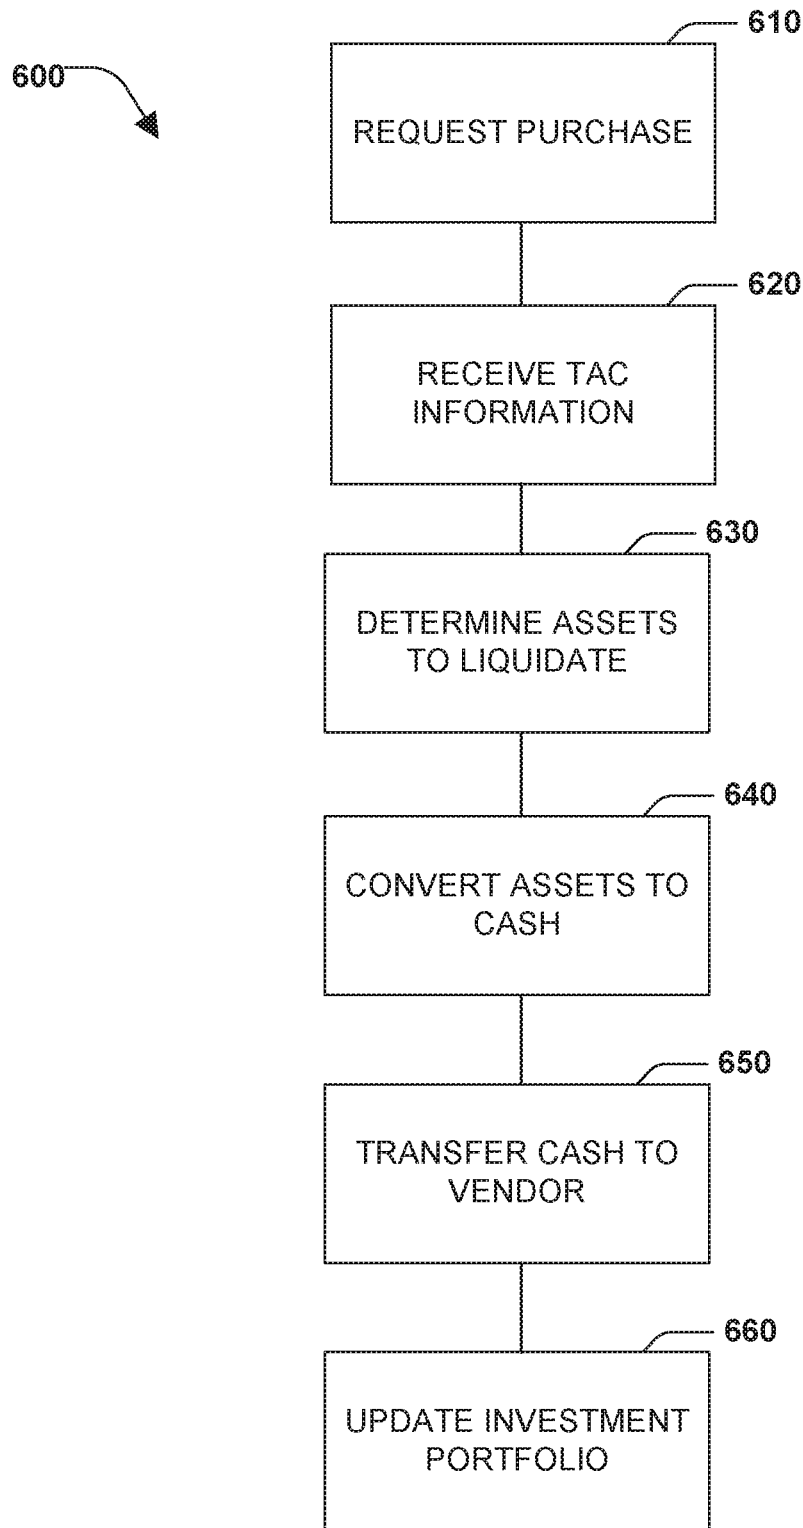 610
600
REQUEST PURCHASE
620
RECEIVE TAC
INFORMATION
630
DETERMINE ASSETS
TO LIQUIDATE
640
CONVERT ASSETS TO
CASH
650
TRANSFER CASH TO
VENDOR
660
UPDATE INVESTMENT
PORTFOLIO